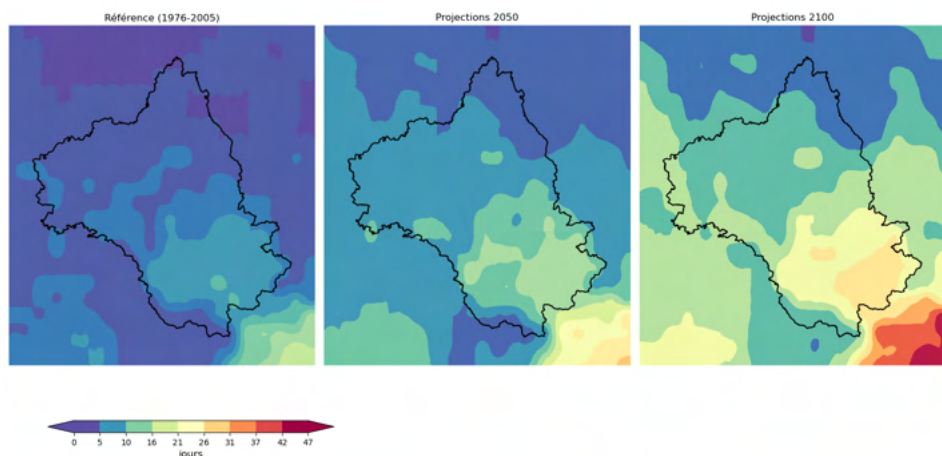 Référence (1976-2005)
Projections 2050
Projections 2100
0 5 10 16 21 26 31 37 42 47
jours